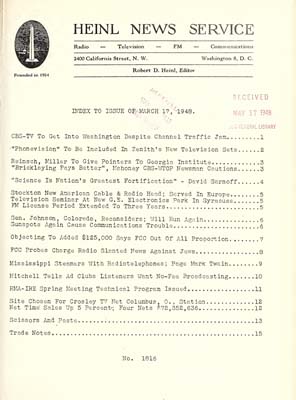 HEINL NEWS SERVICE
Radio — Television — FM — Communications
2400 California Street, N. W. Washington 8, D. C.
Robert D. Heinl, Editor
Founded in 1924
INDEX TO ISSUE OF MARCH 17, 1948.
RECEIVED
MAY 17 1948
GENERAL LIBRARY
CBS-TV To Get Into Washington Despite Channel Traffic Jam..........1
"Phonevision" To Be Included In Zenith's New Television Sets......2
Reinsch, Miller To Give Pointers To Georgia Institute.............3
"Bricklaying Pays Better", Mahoney CBS-WTOP Newsman Cautions......3
"Science Is Nation's Greatest Fortification" - David Sarnoff......4
Stockton New American Cable & Radio Head; Served In Europe........5
Television Seminar At New G.E. Electronics Park In Syracuse.......5
FM License Period Extended To Three Years.........................5
Gen. Johnson, Colorado, Reconsiders; Will Run Again...............6
Sunspots Again Cause Communications Trouble.......................6
Objecting To Added $125,000 Says FCC Out Of All Proportion........7
FCC Probes Charge Radio Slanted News Against Jews.................8
Mississippi Steamers With Radiotelephones; Page Mark Twain........9
Mitchell Tells Ad Clubs Listeners Want No-Fee Broadcasting.......10
RMA-IRE Spring Meeting Technical Program Issued..................11
Site Chosen For Crosley TV Net Columbus, O., Station.............12
Net Time Sales Up 5 Percent; Four Nets $72,352,636...............12
Scissors And Paste...............................................13
Trade Notes......................................................15
No. 1816